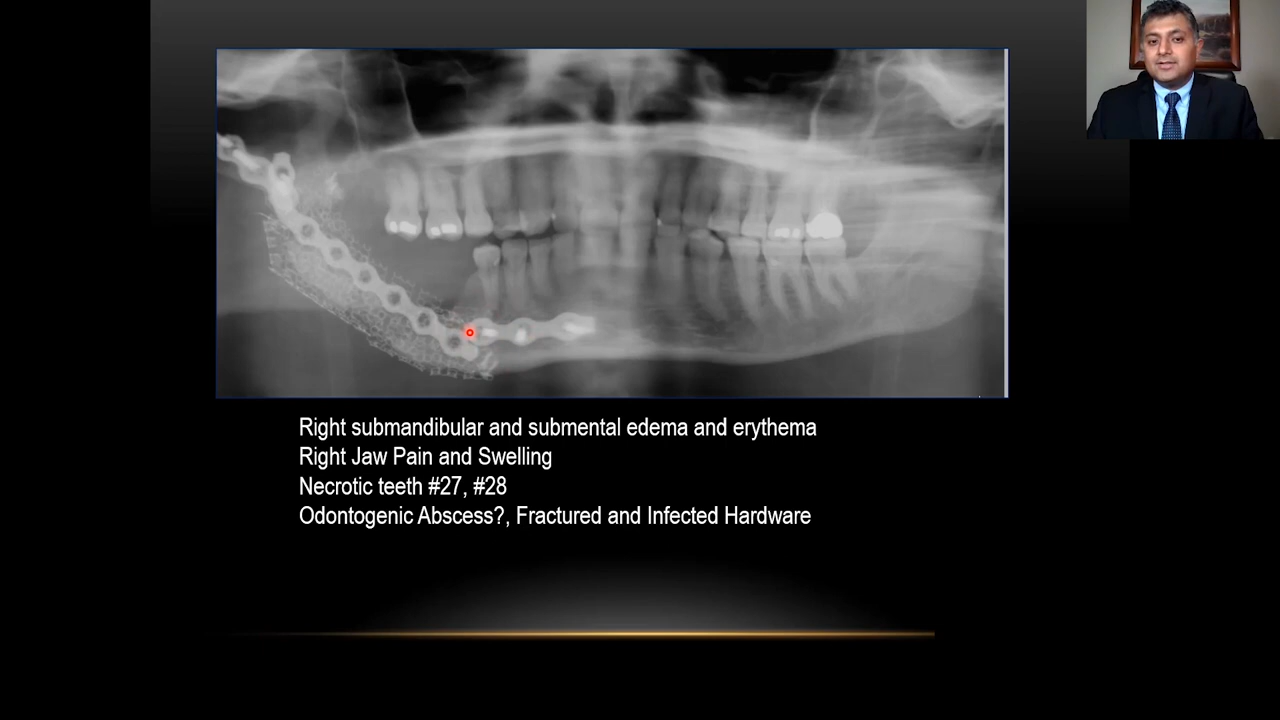 Right submandibular and submental edema and erythema
Right Jaw Pain and Swelling
Necrotic teeth #27, #28
Odontogenic Abscess?, Fractured and Infected Hardware